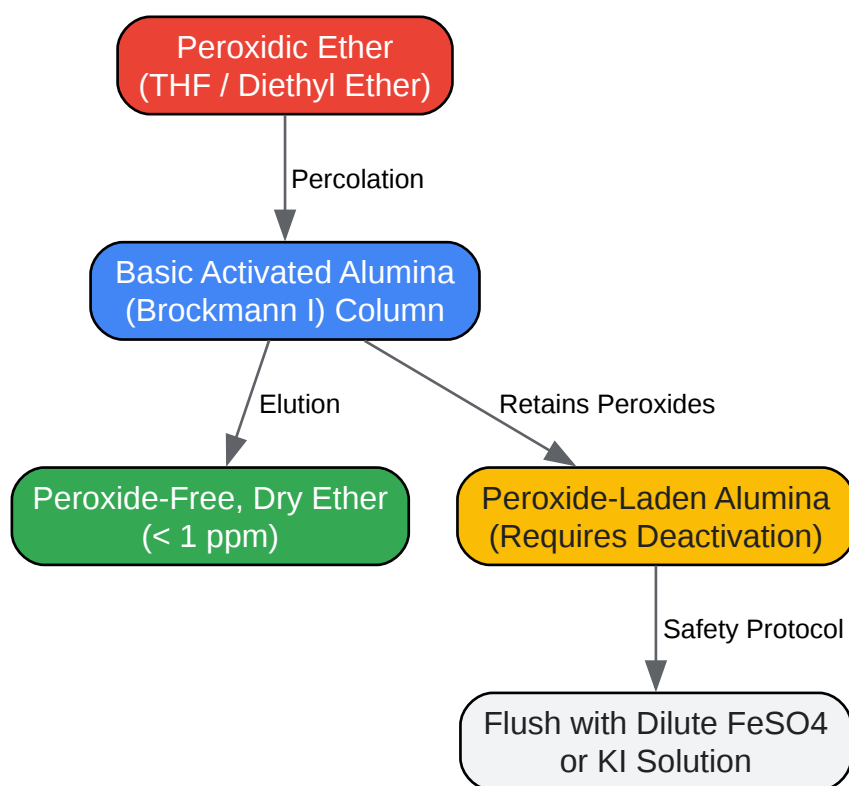 Peroxidic Ether
(THF / Diethyl Ether)
Percolation
Basic Activated Alumina
(Brockmann I) Column
Elution
Retains Peroxides
Peroxide-Free, Dry Ether
(< 1 ppm)
Peroxide-Laden Alumina
(Requires Deactivation)
Safety Protocol
Flush with Dilute FeSO4
or KI Solution